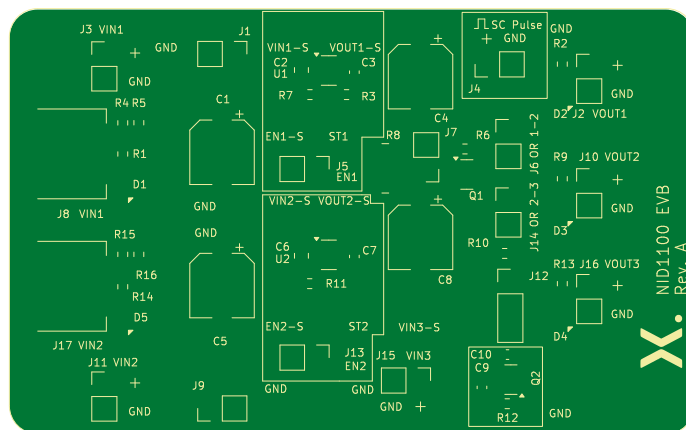 J3 VIN1
GND
J1
GND
VIN1-S VOUT1-S
C2
U1
C3
R7
R3
SC Pulse
GND
J4
GND
R2
GND
D2 J2 VOUT1
R4 R5
R1
D1
J8 VIN1
C1
GND
EN1-S
ST1
J5
EN1
C4
R8
J7
R6
Q1
J6 OR 1-2
R9
J10 VOUT2
GND
D3
VIN2-S VOUT2-S
J14 OR 2-3
R10
R15
R16
R14
D5
J17 VIN2
GND
C5
C6
U2
C7
R11
C8
EN2-S
ST2
VIN3-S
J12
R13 J16 VOUT3
GND
D4
NID1100 EVB
Rev. A
X.
J13
EN2
J15 VIN3
GND
GND
GND
J11 VIN2
GND
J9
C10
C9
Q2
R12
GND